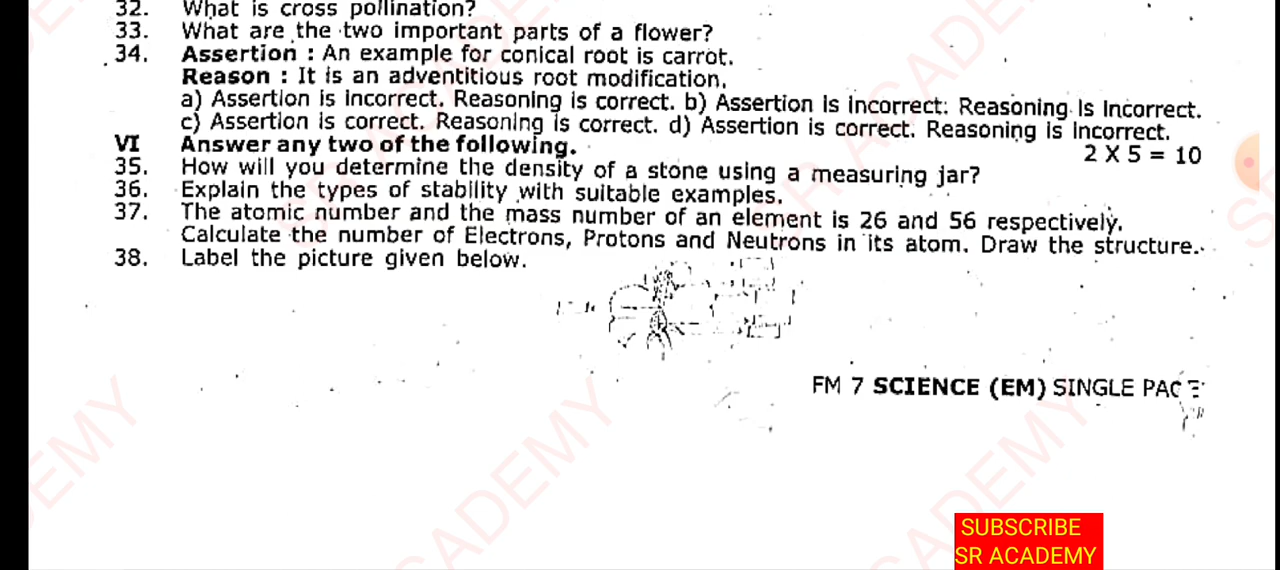 32. What is cross pollination?
33. What are the two important parts of a flower?
34. Assertion : An example for conical root is carrot.
Reason : It is an adventitious root modification.
a) Assertion is incorrect. Reasoning is correct. b) Assertion is incorrect. Reasoning is incorrect.
c) Assertion is correct. Reasoning is correct. d) Assertion is correct. Reasoning is incorrect.
VI Answer any two of the following. 2 X 5 = 10
35. How will you determine the density of a stone using a measuring jar?
36. Explain the types of stability with suitable examples.
37. The atomic number and the mass number of an element is 26 and 56 respectively.
Calculate the number of Electrons, Protons and Neutrons in its atom. Draw the structure.
38. Label the picture given below.
FM 7 SCIENCE (EM) SINGLE PAGE
SUBSCRIBE
SR ACADEMY
SR ACADEMY